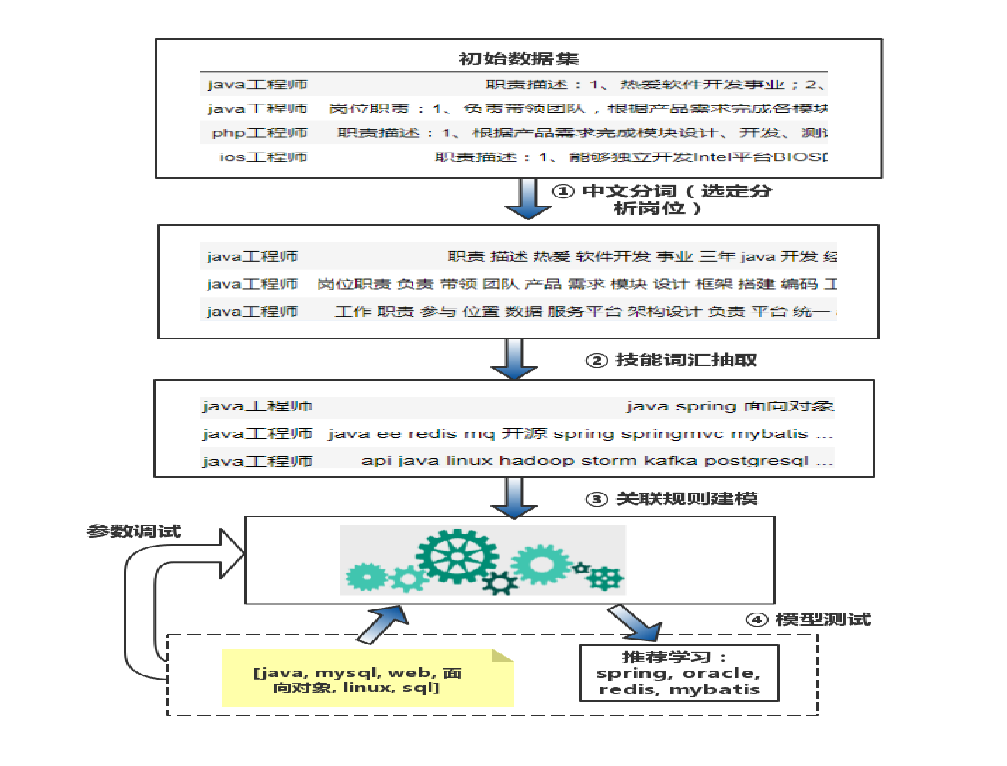 初始数据集
java工程师 职责描述：1、 热爱软件开发事业；2、
java工程师 岗位职责：1、 负责带领团队，根据产品需求完成各模块
php工程师 职责描述：1、 根据产品需求完成模块设计、 开发、 测试
ios工程师 职责描述：1、 能够独立开发Intel平台BIOS
① 中文分词（选定分
析岗位）
java工程师 职责 描述 热爱 软件开发 事业 三年 java 开发 经
java工程师 岗位职责 负责 带领 团队 产品 需求 模块 设计 框架 搭建 编码 工
java工程师 工作 职责 参与 位置 数据 服务平台 架构设计 负责 平台 统一
② 技能词汇抽取
java工程师 java spring 面向对象
java工程师 java ee redis mq 开源 spring springmvc mybatis ...
java工程师 api java linux hadoop storm kafka postgresql ...
③ 关联规则建模
参数调试
④ 模型测试
[java, mysql, web, 面
向对象, linux, sql]
推荐学习：
spring, oracle,
redis, mybatis